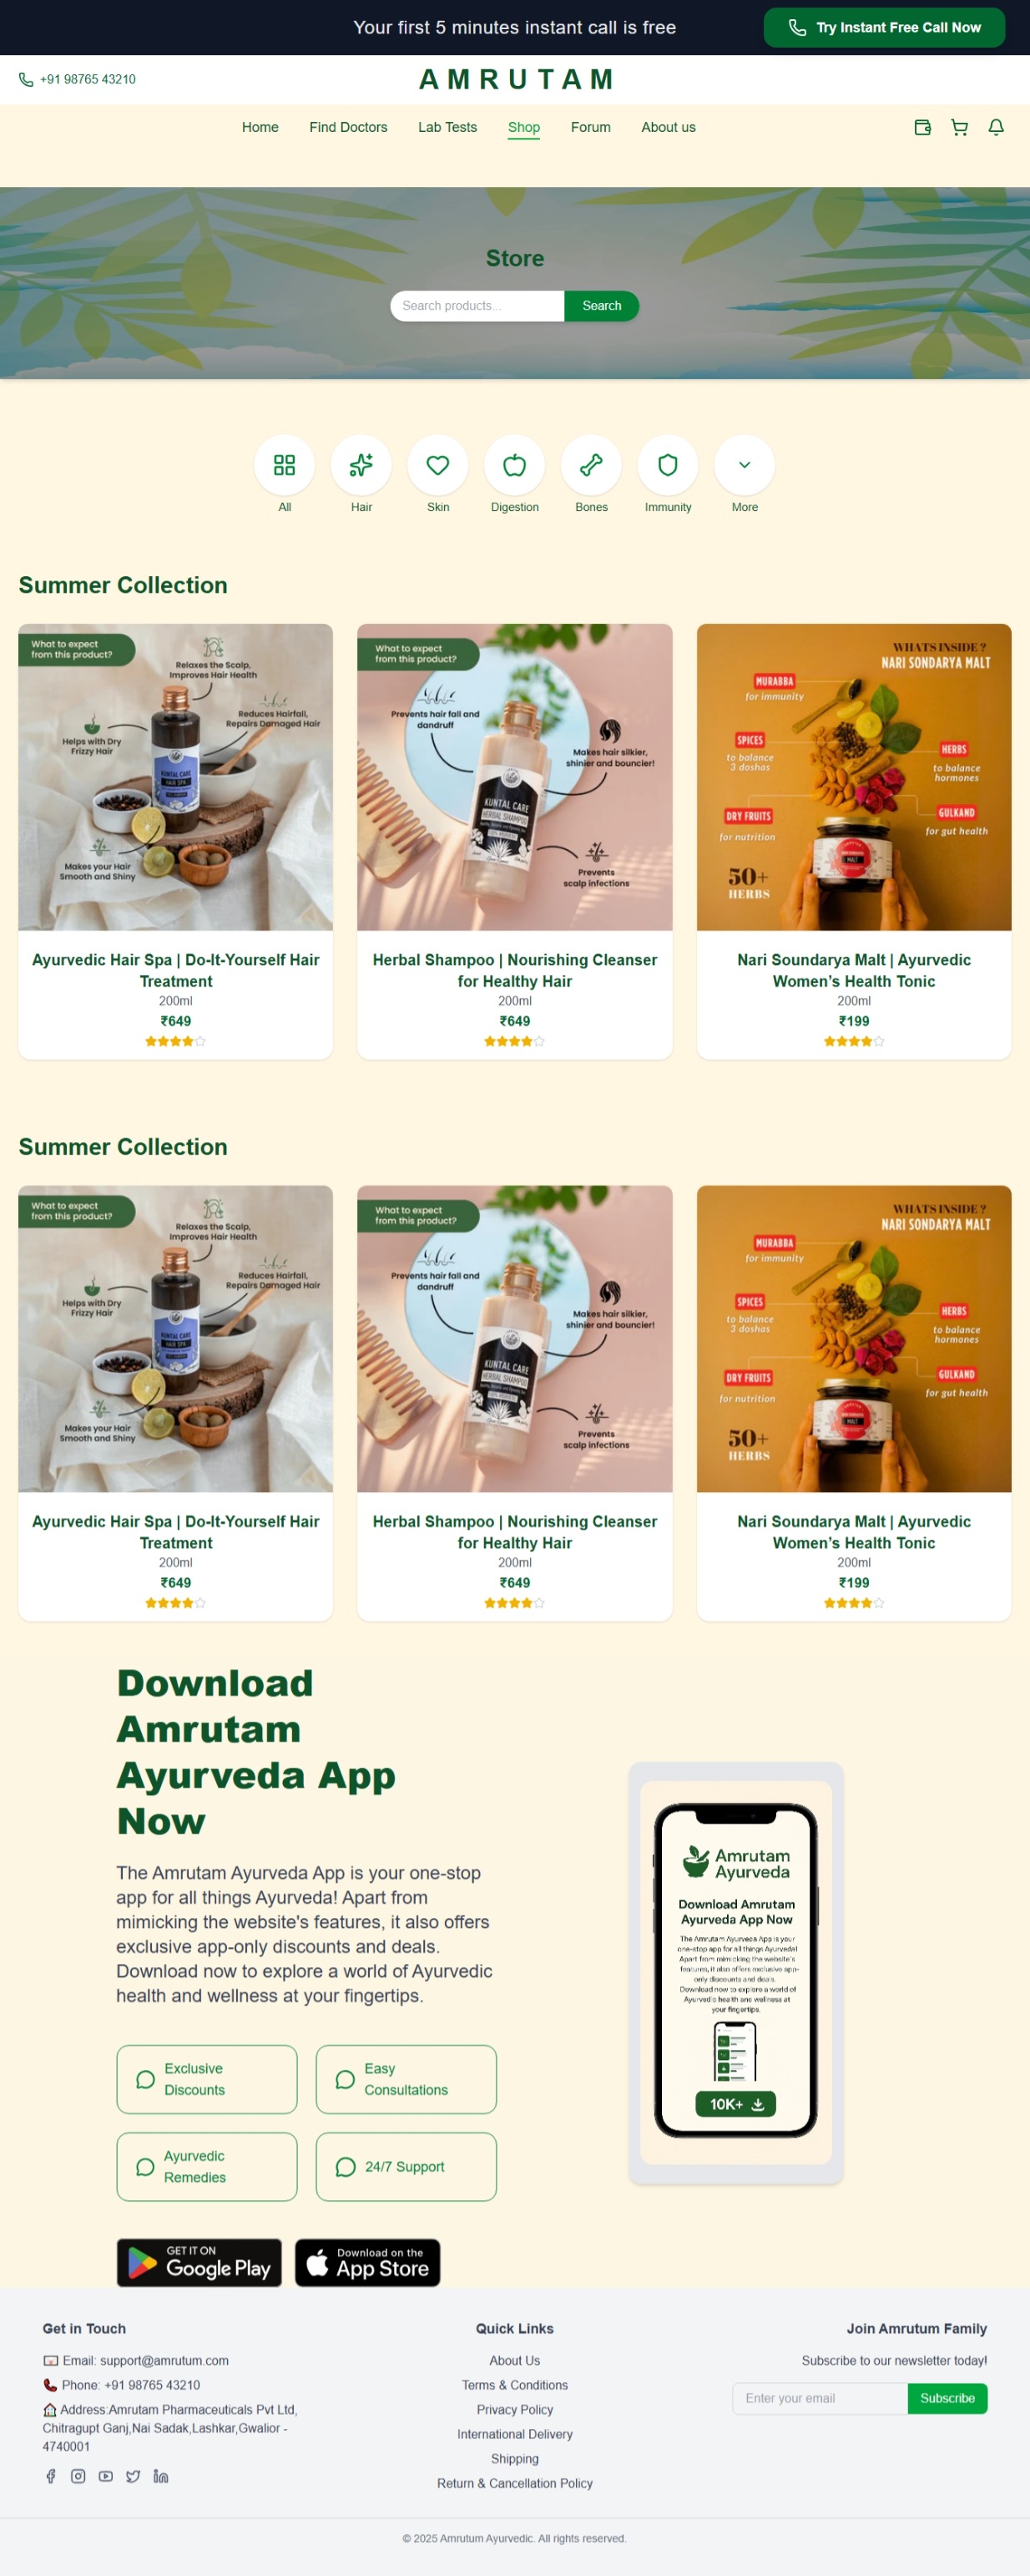 Your first 5 minutes instant call is free
Try Instant Free Call Now
+91 98765 43210
AMRUTAM
Home
Find Doctors
Lab Tests
Shop
Forum
About us
Store
Search products...
Search
All
Hair
Skin
Digestion
Bones
Immunity
More
Summer Collection
What to expect
from this product?
Relaxes the Scalp,
Improves Hair Health
Reduces Hairfall,
Repairs Damaged Hair
Helps with Dry
Frizzy Hair
KUNTAL CARE
HAIR SPA
Makes your Hair
Smooth and Shiny
Ayurvedic Hair Spa | Do-It-Yourself Hair
Treatment
200ml
₹649
What to expect
from this product?
Prevents hair fall and
dandruff
Makes hair silkier,
shinier and bouncier!
KUNTAL CARE
HERBAL SHAMPOO
Prevents
scalp infections
Herbal Shampoo | Nourishing Cleanser
for Healthy Hair
200ml
₹649
WHATS INSIDE ?
NARI SONDARYA MALT
MURABBA
for immunity
SPICES
to balance
3 doshas
HERBS
to balance
hormones
DRY FRUITS
for nutrition
GULKAND
for gut health
MALT
50+
HERBS
Nari Soundarya Malt | Ayurvedic
Women's Health Tonic
200ml
₹199
Summer Collection
What to expect
from this product?
Relaxes the Scalp,
Improves Hair Health
Reduces Hairfall,
Repairs Damaged Hair
Helps with Dry
Frizzy Hair
KUNTAL CARE
HAIR SPA
Makes your Hair
Smooth and Shiny
Ayurvedic Hair Spa | Do-It-Yourself Hair
Treatment
200ml
₹649
What to expect
from this product?
Prevents hair fall and
dandruff
Makes hair silkier,
shinier and bouncier!
KUNTAL CARE
HERBAL SHAMPOO
Prevents
scalp infections
Herbal Shampoo | Nourishing Cleanser
for Healthy Hair
200ml
₹649
WHATS INSIDE ?
NARI SONDARYA MALT
MURABBA
for immunity
SPICES
to balance
3 doshas
HERBS
to balance
hormones
DRY FRUITS
for nutrition
GULKAND
for gut health
MALT
50+
HERBS
Nari Soundarya Malt | Ayurvedic
Women's Health Tonic
200ml
₹199
Download
Amrutam
Ayurveda App
Now
The Amrutam Ayurveda App is your one-stop
app for all things Ayurveda! Apart from
mimicking the website's features, it also offers
exclusive app-only discounts and deals.
Download now to explore a world of Ayurvedic
health and wellness at your fingertips.
Exclusive
Discounts
Easy
Consultations
Ayurvedic
Remedies
24/7 Support
GET IT ON
Google Play
Download on the
App Store
Amrutam
Ayurveda
Download Amrutam
Ayurveda App Now
The Amrutam Ayurveda App is your
one-stop app for all things Ayurveda!
Apart from mimicking the website's
features, it also offers exclusive app-
only discounts and deals.
Download now to explore a world of
Ayurvedic health and wellness at
your fingertips.
10K+
Get in Touch
Email: support@amrutum.com
Phone: +91 98765 43210
Address:Amrutam Pharmaceuticals Pvt Ltd,
Chitragupt Ganj,Nai Sadak,Lashkar,Gwalior -
4740001
Quick Links
About Us
Terms & Conditions
Privacy Policy
International Delivery
Shipping
Return & Cancellation Policy
Join Amrutum Family
Subscribe to our newsletter today!
Enter your email
Subscribe
© 2025 Amrutum Ayurvedic. All rights reserved.